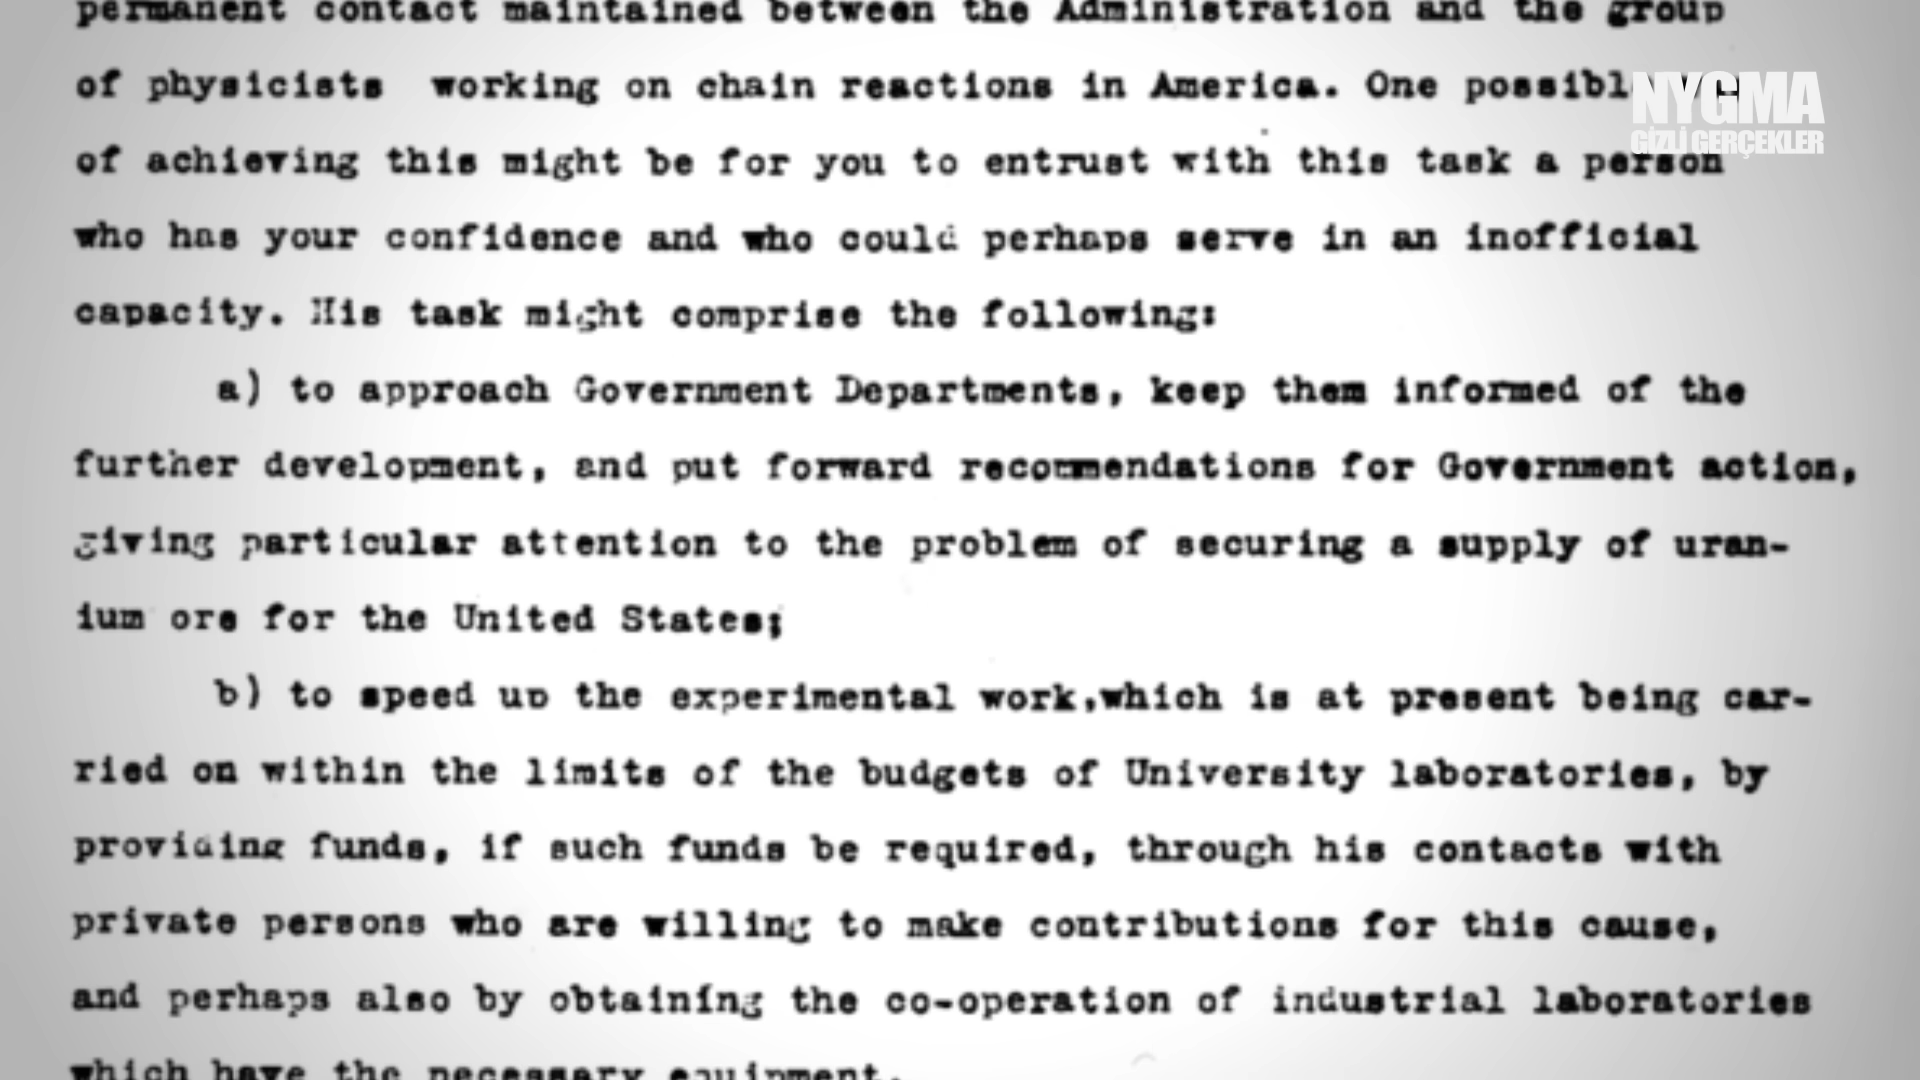 permanent contact maintained between the Administration and the group
of physicists working on chain reactions in America. One possible
NYGMA
GİZLİ GERÇEKLER
of achieving this might be for you to entrust with this task a person
who has your confidence and who could perhaps serve in an inofficial
capacity. His task might comprise the following:
a) to approach Government Departments, keep them informed of the
further development, and put forward recommendations for Government action,
giving particular attention to the problem of securing a supply of uran-
ium ore for the United States;
b) to speed up the experimental work,which is at present being car-
ried on within the limits of the budgets of University laboratories, by
providing funds, if such funds be required, through his contacts with
private persons who are willing to make contributions for this cause,
and perhaps also by obtaining the co-operation of industrial laboratories
which have the necessary equipment.